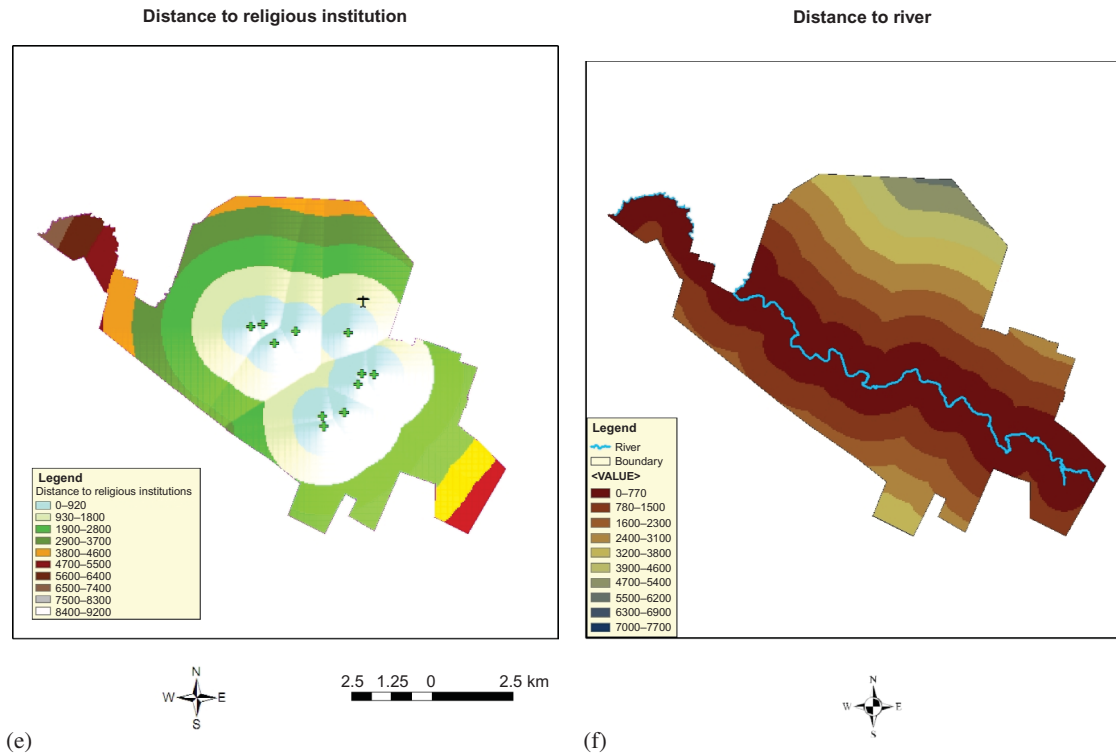 Distance to religious institution
Legend
Distance to religious institutions
0–920
930–1800
1900–2800
2900–3700
3800–4600
4700–5500
5600–6400
6500–7400
7500–8300
8400–9200
N
W E
S
2.5 1.25 0 2.5 km
(e)
Distance to river
Legend
River
Boundary
<VALUE>
0–770
780–1500
1600–2300
2400–3100
3200–3800
3900–4600
4700–5400
5500–6200
6300–6900
7000–7700
N
W E
S
(f)